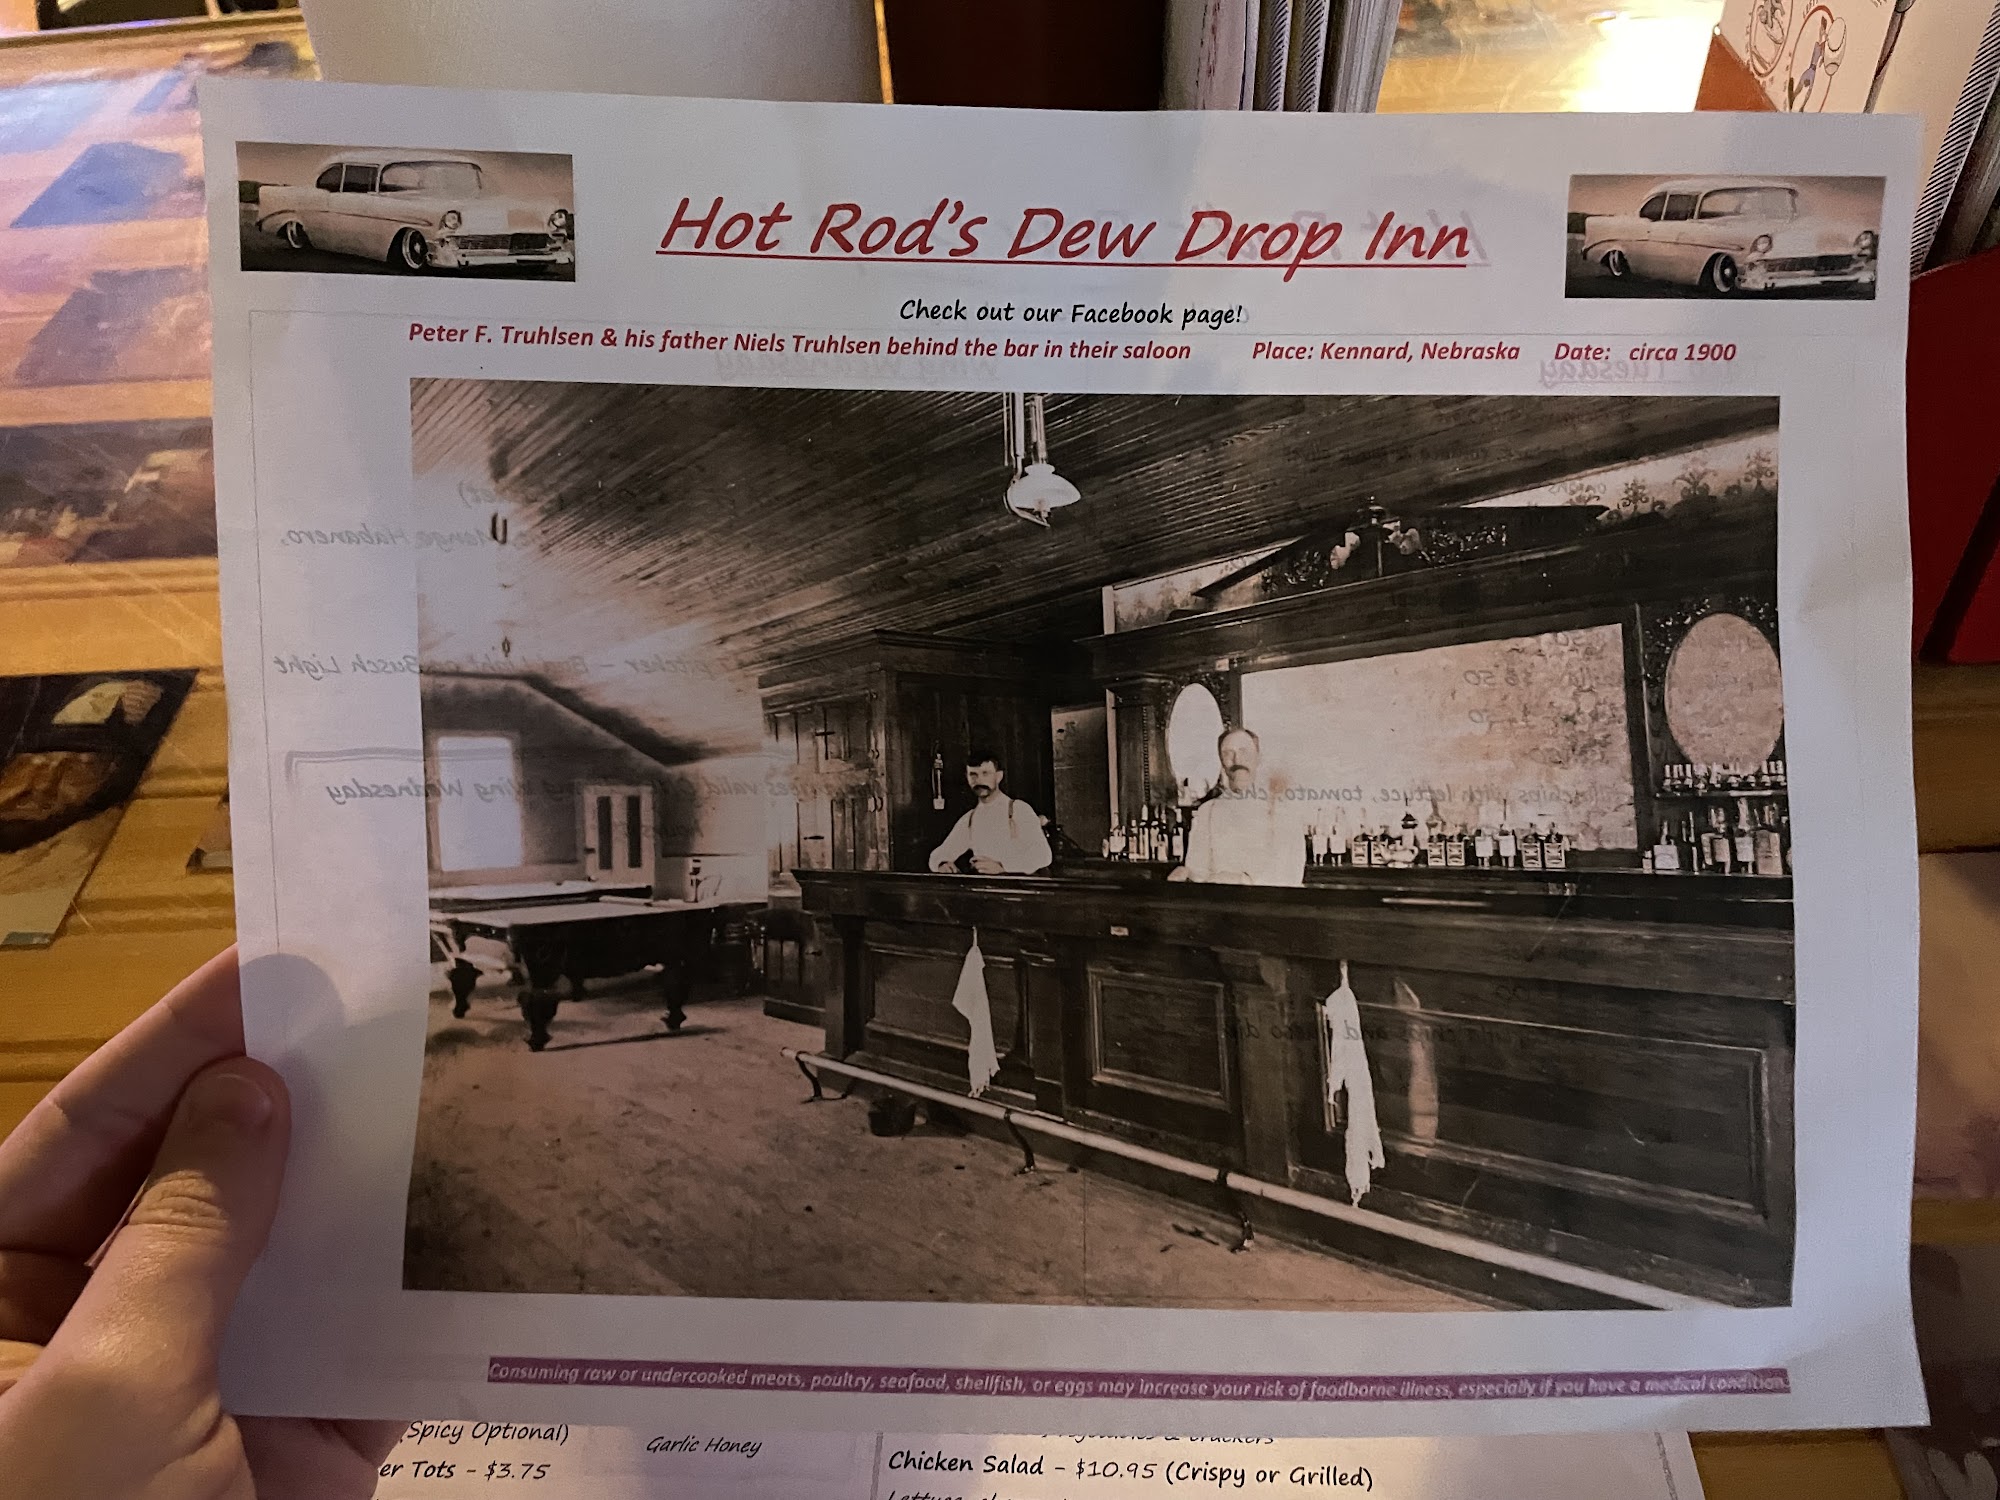 Hot Rod's Dew Drop Inn
Check out our Facebook page!
Peter F. Truhlsen & his father Niels Truhlsen behind the bar in their saloon Place: Kennard, Nebraska Date: circa 1900
Consuming raw or undercooked meats, poultry, seafood, shellfish, or eggs may increase your risk of foodborne illness, especially if you have a medical condition.
(Spicy Optional)
er Tots - $3.75
Garlic Honey
& crackers
Chicken Salad - $10.95 (Crispy or Grilled)